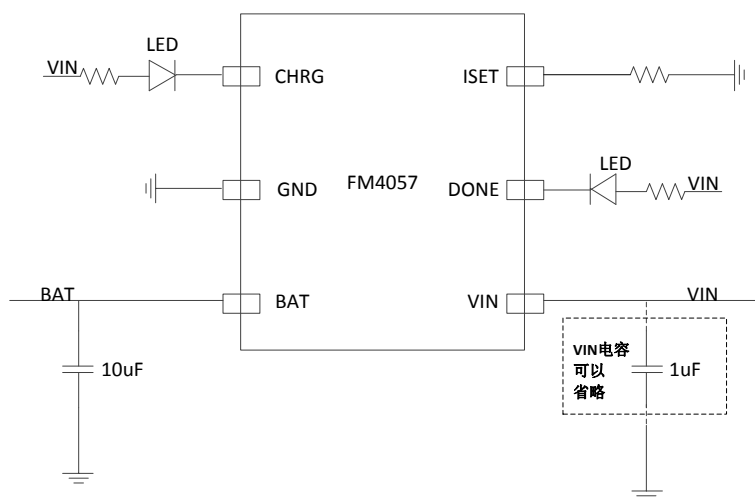 LED
VIN
CHRG
ISET
LED
GND
FM4057
DONE
VIN
BAT
BAT
VIN
VIN
10uF
VIN电容
可以
省略
1uF